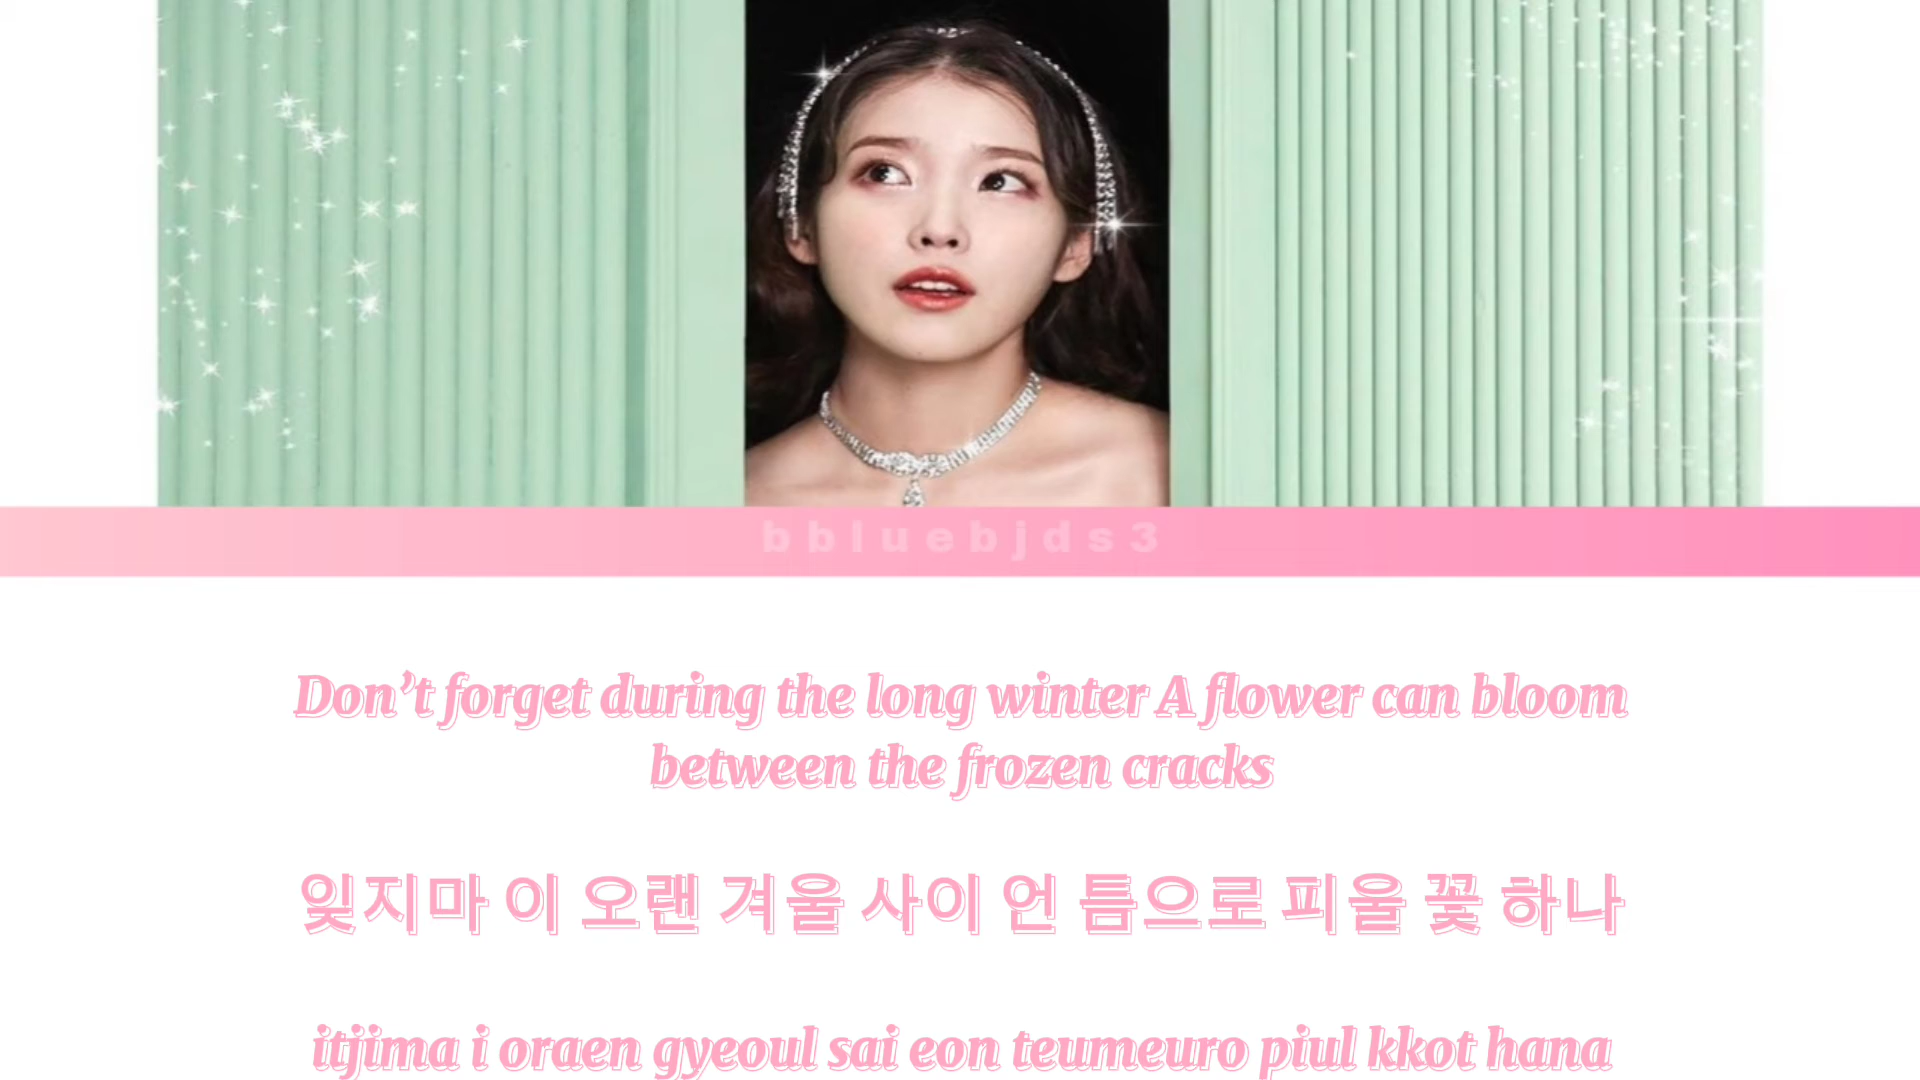 bbluebjds3
Don’t forget during the long winter A flower can bloom
between the frozen cracks
잊지마 이 오랜 겨울 사이 언 틈으로 피울 꽃 하나
itjima i oraen gyeoul sai eon teumeuro piul kkot hana